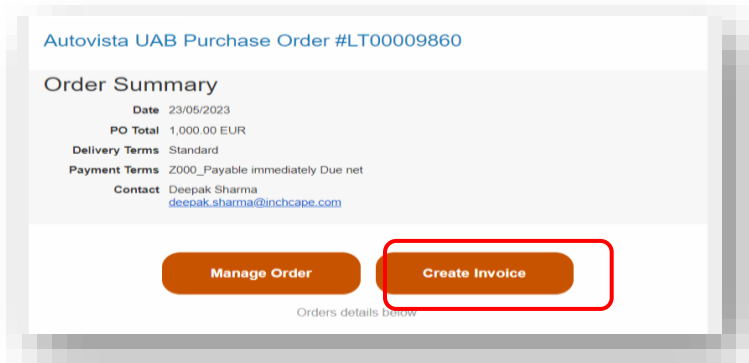 Autovista UAB Purchase Order #LT00009860
Order Summary
Date 23/05/2023
PO Total 1,000.00 EUR
Delivery Terms Standard
Payment Terms Z000_Payable immediately Due net
Contact Deepak Sharma
deepak.sharma@inchcape.com
Manage Order Create Invoice
Orders details below